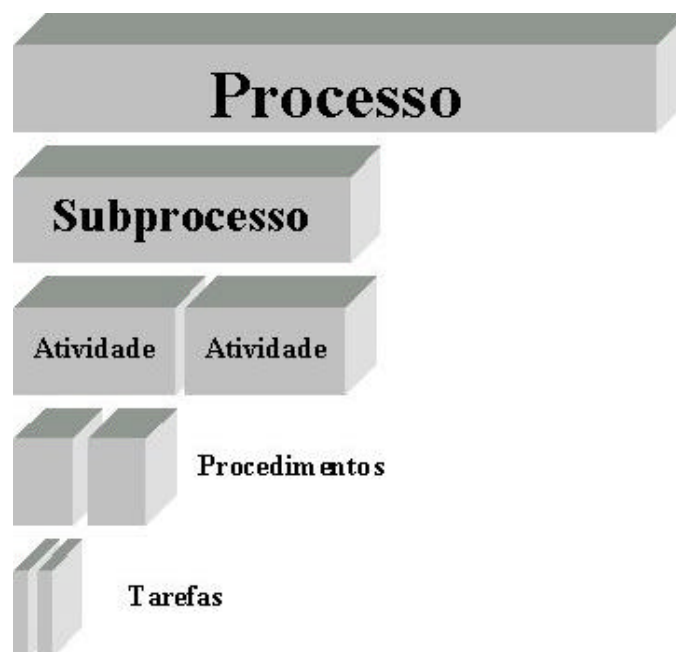 Processo
Subprocesso
Atividade Atividade
Procedimentos
Tarefas